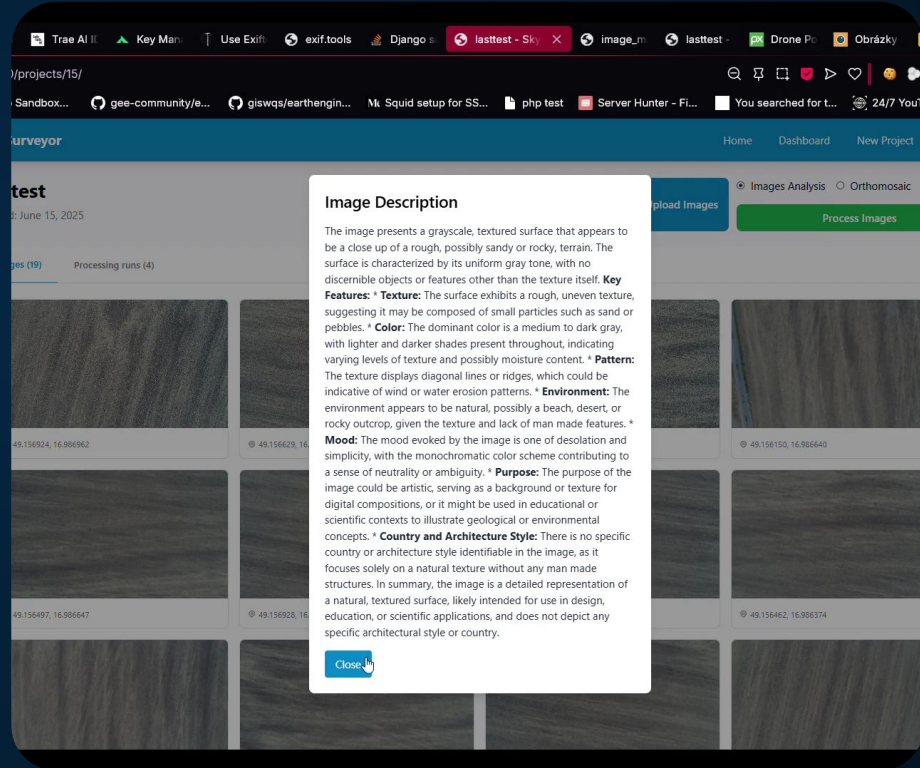 Trae AI I
Key Man
Use Exift
exif.tools
Django s
lasttest - Sky
image_m
lasttest -
Drone Po
Obrázky
/projects/15/
Sandbox...
gee-community/e...
giswqs/earthengin...
Squid setup for SS...
php test
Server Hunter - Fi...
You searched for t...
24/7 You
urveyor
Home
Dashboard
New Project
test
: June 15, 2025
pload Images
Images Analysis
Orthomosaic
Process Images
ges (19)
Processing runs (4)
Image Description
The image presents a grayscale, textured surface that appears to
be a close up of a rough, possibly sandy or rocky, terrain. The
surface is characterized by its uniform gray tone, with no
discernible objects or features other than the texture itself. Key
Features: * Texture: The surface exhibits a rough, uneven texture,
suggesting it may be composed of small particles such as sand or
pebbles. * Color: The dominant color is a medium to dark gray,
with lighter and darker shades present throughout, indicating
varying levels of texture and possibly moisture content. * Pattern:
The texture displays diagonal lines or ridges, which could be
indicative of wind or water erosion patterns. * Environment: The
environment appears to be natural, possibly a beach, desert, or
rocky outcrop, given the texture and lack of man made features. *
Mood: The mood evoked by the image is one of desolation and
simplicity, with the monochromatic color scheme contributing to
a sense of neutrality or ambiguity. * Purpose: The purpose of the
image could be artistic, serving as a background or texture for
digital compositions, or it might be used in educational or
scientific contexts to illustrate geological or environmental
concepts. * Country and Architecture Style: There is no specific
country or architecture style identifiable in the image, as it
focuses solely on a natural texture without any man made
structures. In summary, the image is a detailed representation of
a natural, textured surface, likely intended for use in design,
education, or scientific applications, and does not depict any
specific architectural style or country.
Close
49.156924, 16.986962
49.156629, 16.
49.156150, 16.986640
49.156497, 16.986647
49.156928, 16.
49.156462, 16.986374